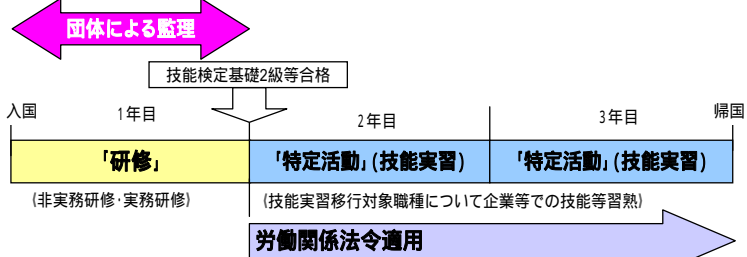 団体による監理
技能検定基礎2級等合格
入国
1年目
2年目
3年目
帰国
「研修」
「特定活動」(技能実習)
「特定活動」(技能実習)
(非実務研修･実務研修)
(技能実習移行対象職種について企業等での技能等習熟)
労働関係法令適用